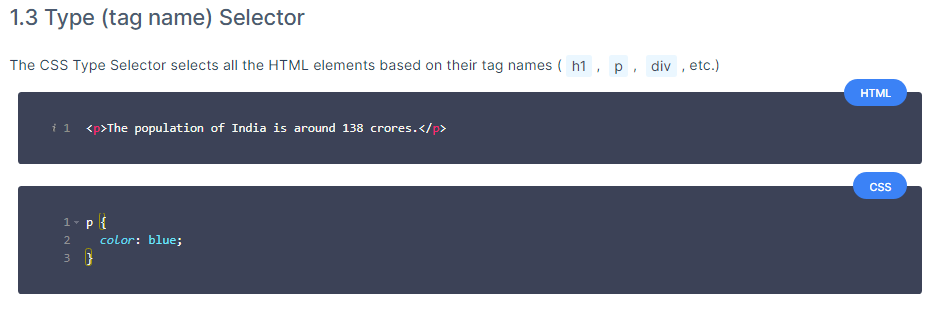 1.3 Type (tag name) Selector
The CSS Type Selector selects all the HTML elements based on their tag names ( h1 , p , div , etc.)
HTML
i 1 <p>The population of India is around 138 crores.</p>
CSS
1 p {
2 color: blue;
3 }